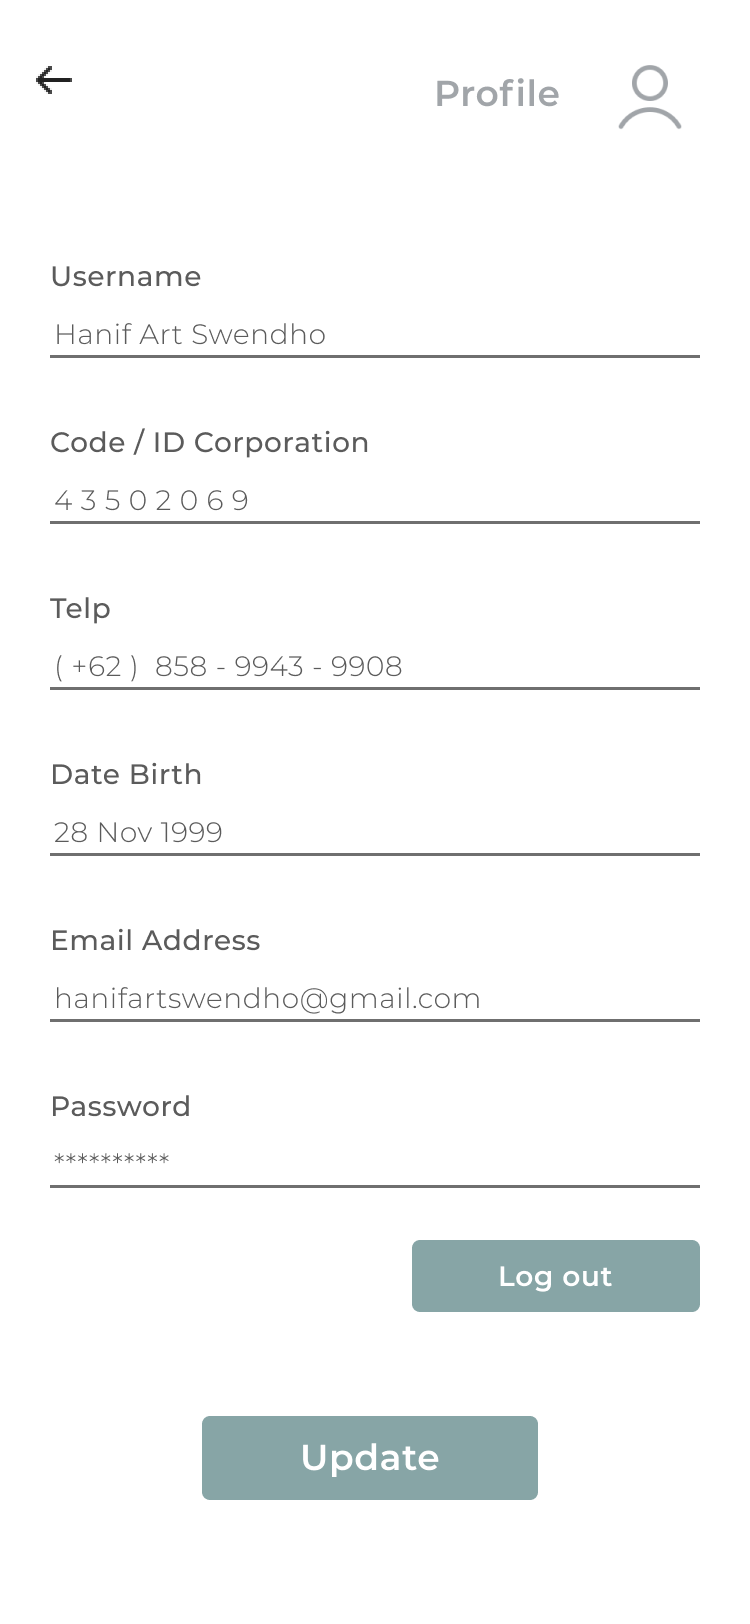 Profile
Username
Hanif Art Swendho
Code / ID Corporation
4 3 5 0 2 0 6 9
Telp
( +62 ) 858 - 9943 - 9908
Date Birth
28 Nov 1999
Email Address
hanifartswendho@gmail.com
Password
**********
Log out
Update